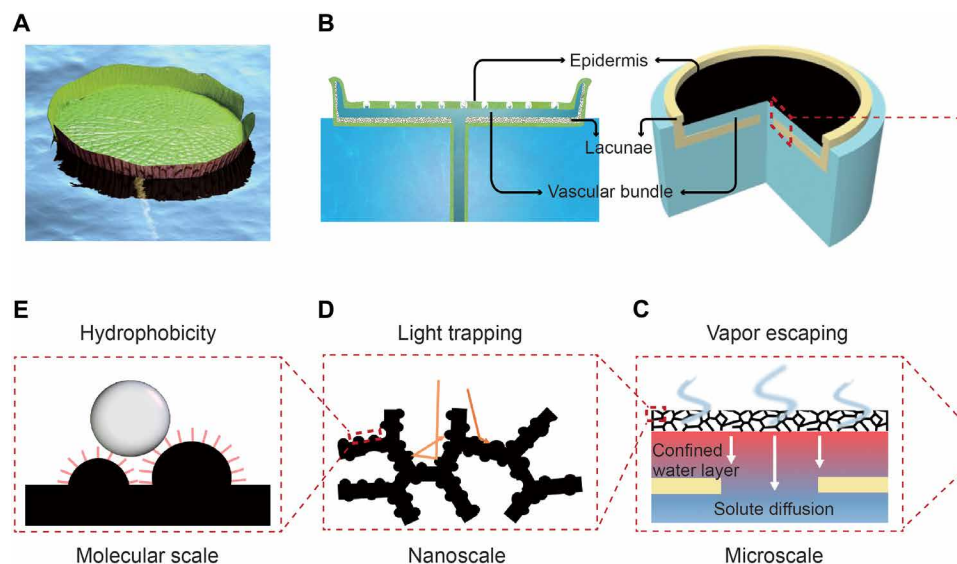 A
B
Epidermis
Lacunae
Vascular bundle
E
D
C
Hydrophobicity
Light trapping
Vapor escaping
Confined
water layer
Solute diffusion
Molecular scale
Nanoscale
Microscale